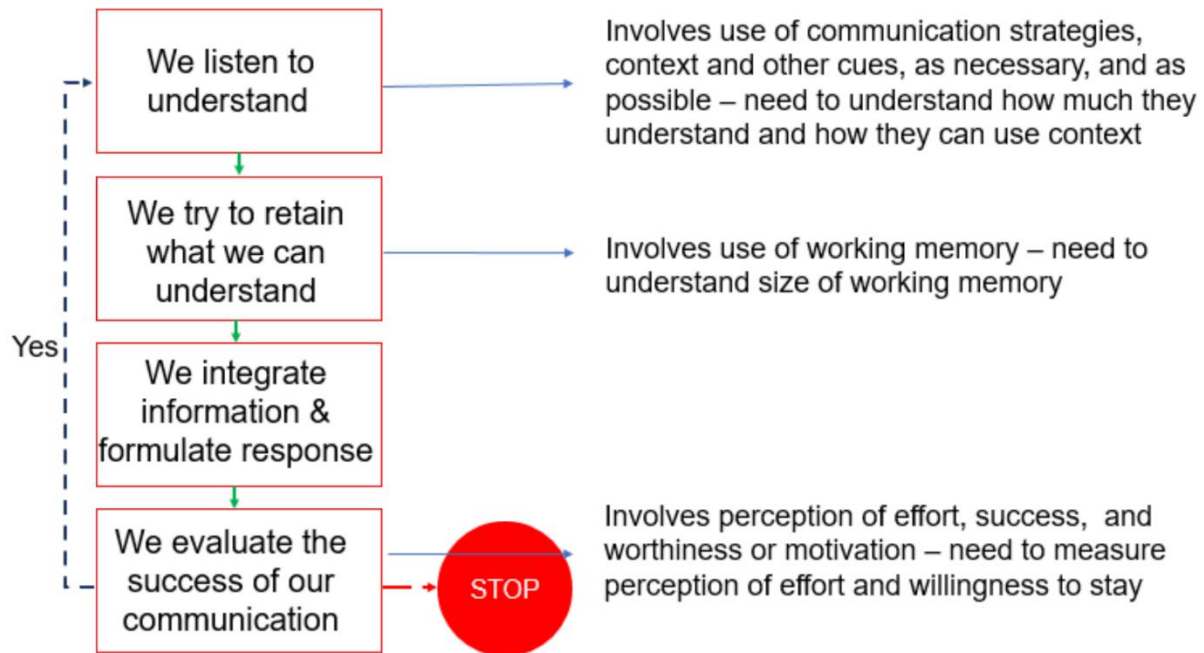 We listen to
understand
Involves use of communication strategies,
context and other cues, as necessary, and as
possible – need to understand how much they
understand and how they can use context
We try to retain
what we can
understand
Involves use of working memory – need to
understand size of working memory
Yes
We integrate
information &
formulate response
We evaluate the
success of our
communication
STOP
Involves perception of effort, success, and
worthiness or motivation – need to measure
perception of effort and willingness to stay